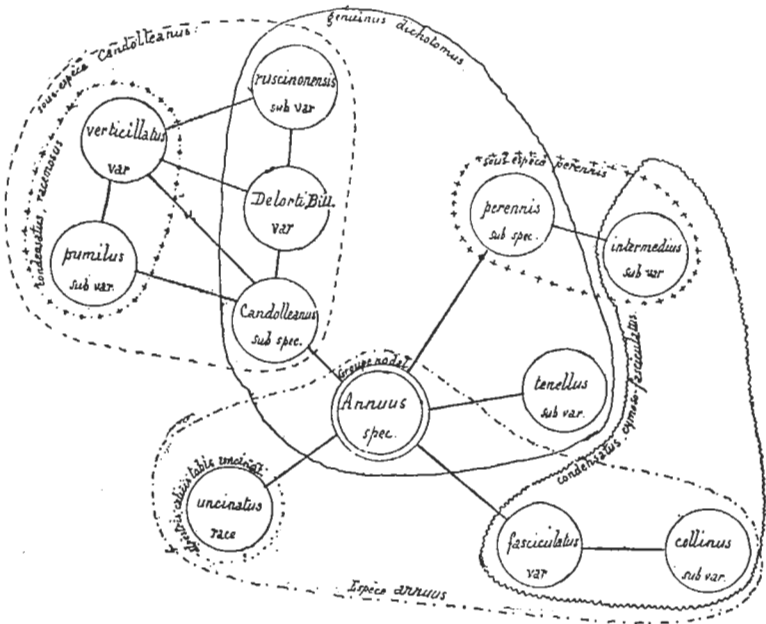 genuinus dichotomus
sous-espèce Candolleanus
ruscinonensis
sub var
verticillatus
var
condensatus, racemosus
sous-espèce perennis
Delorti, Bill.
var
perennis
sub spec.
intermedius
sub var
pumilus
sub var.
Candolleanus
sub spec.
Groupe nodal
Annuus
spec.
tenellus
sub var.
condensatus cymoso-fasciculatus
uncinatus
race
fasciculatus
var
collinus
sub var.
Espèce annuus